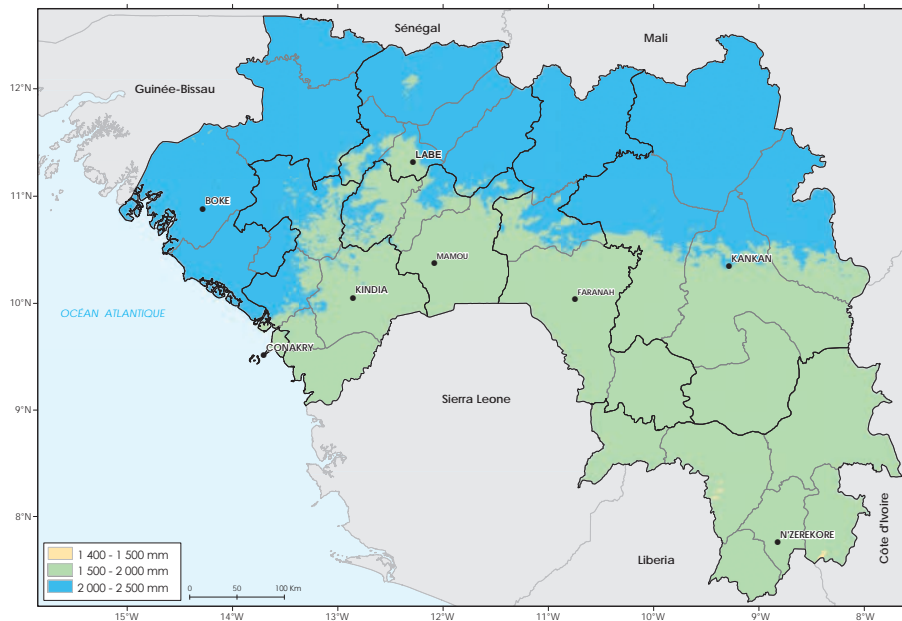 Sénégal
Mali
12°N
Guinée-Bissau
LABE
11°N
BOKE
MAMOU
KANKAN
KINDIA
FARANAH
10°N
OCÉAN ATLANTIQUE
CONAKRY
9°N
Sierra Leone
8°N
Côte d'Ivoire
N'ZEREKORE
1 400 - 1 500 mm
1 500 - 2 000 mm
2 000 - 2 500 mm
0 50 100 Km
Liberia
15°W 14°W 13°W 12°W 11°W 10°W 9°W 8°W